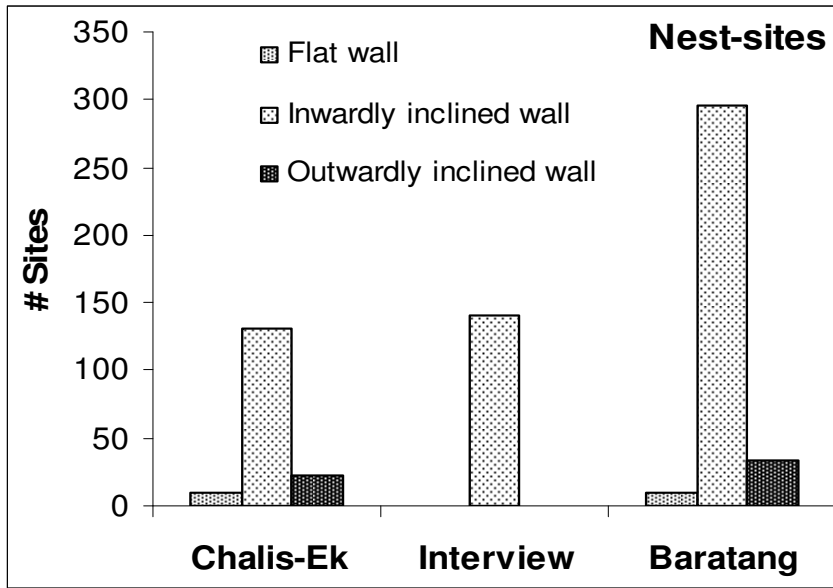 Nest-sites
Flat wall
Inwardly inclined wall
Outwardly inclined wall
# Sites
350
300
250
200
150
100
50
0
Chalis-Ek Interview Baratang